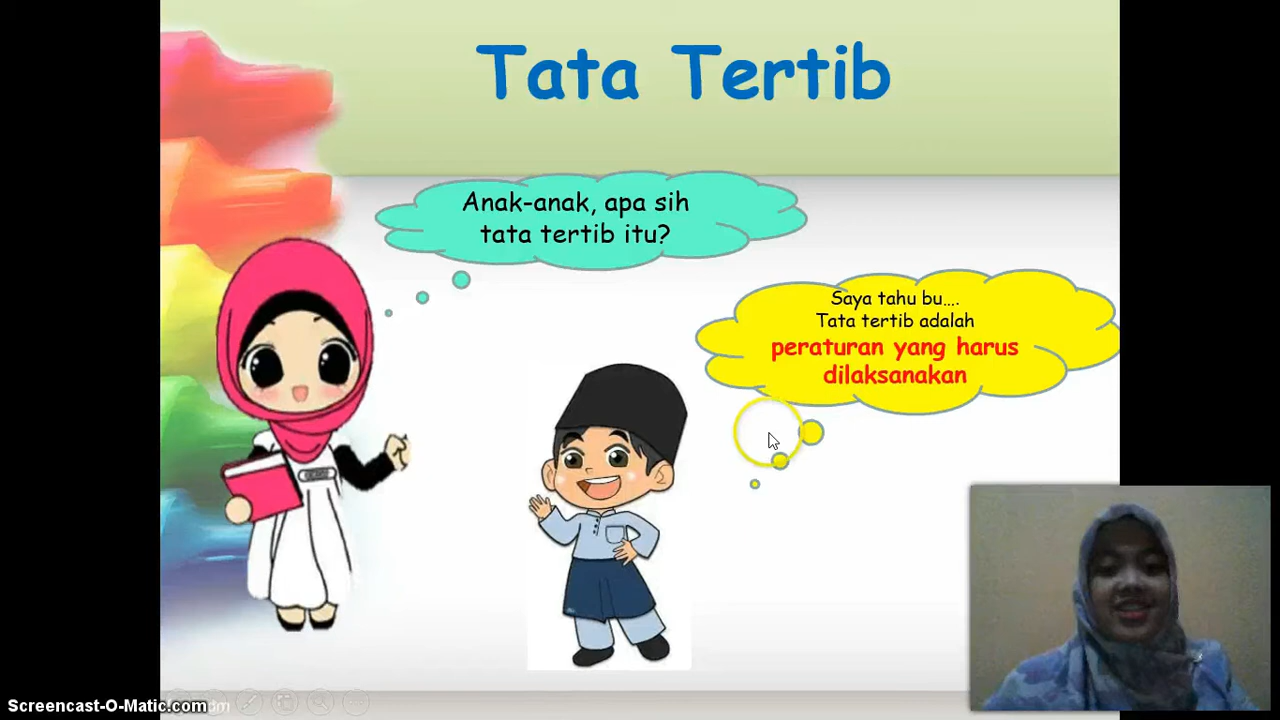 Tata Tertib
Anak-anak, apa sih
tata tertib itu?
Saya tahu bu....
Tata tertib adalah
peraturan yang harus
dilaksanakan
Screencast-O-Matic.com